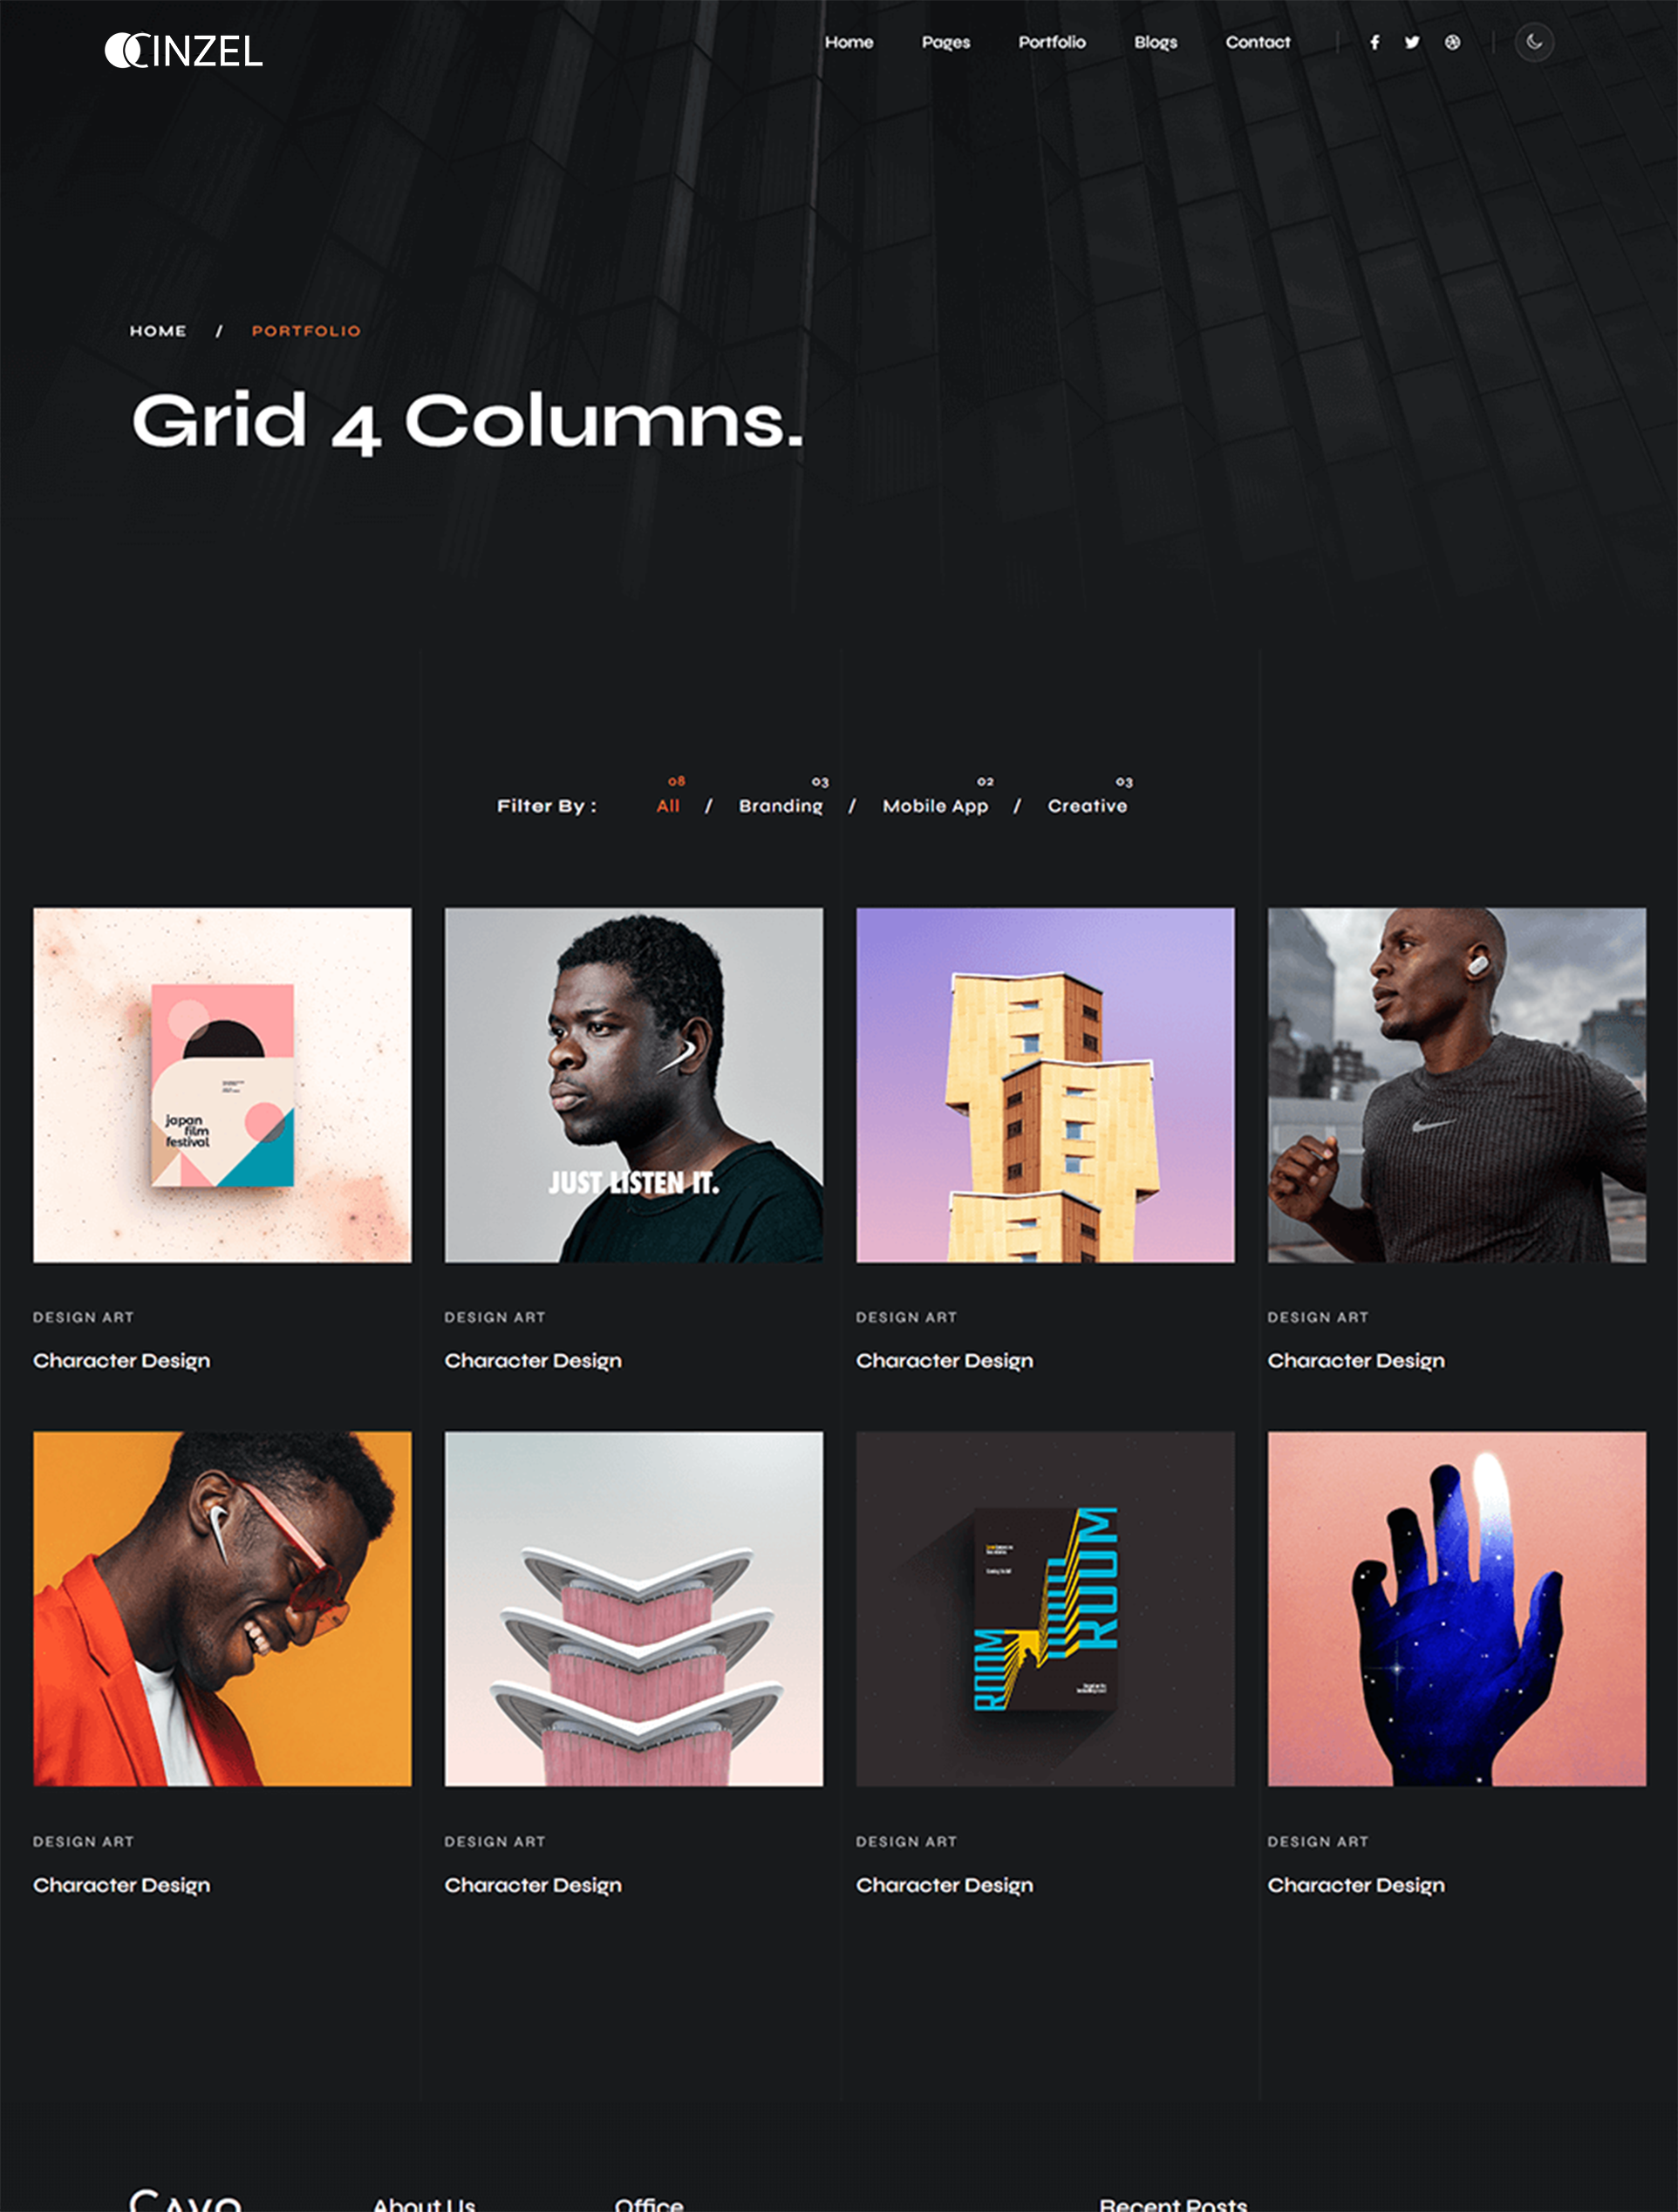 CINZEL
Home Pages Portfolio Blogs Contact
HOME / PORTFOLIO
Grid 4 Columns.
08 03 02 03
Filter By : All / Branding / Mobile App / Creative
japan
film
festival
JUST LISTEN IT.
DESIGN ART DESIGN ART DESIGN ART DESIGN ART
Character Design Character Design Character Design Character Design
ROOM
ROOM
DESIGN ART DESIGN ART DESIGN ART DESIGN ART
Character Design Character Design Character Design Character Design
CAVO About Us Office Recent Posts